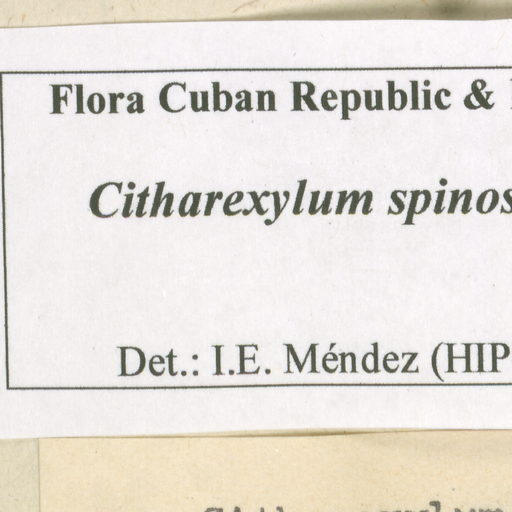 Flora Cuban Republic &
Citharexylum spinos
Det.: I.E. Méndez (HIP